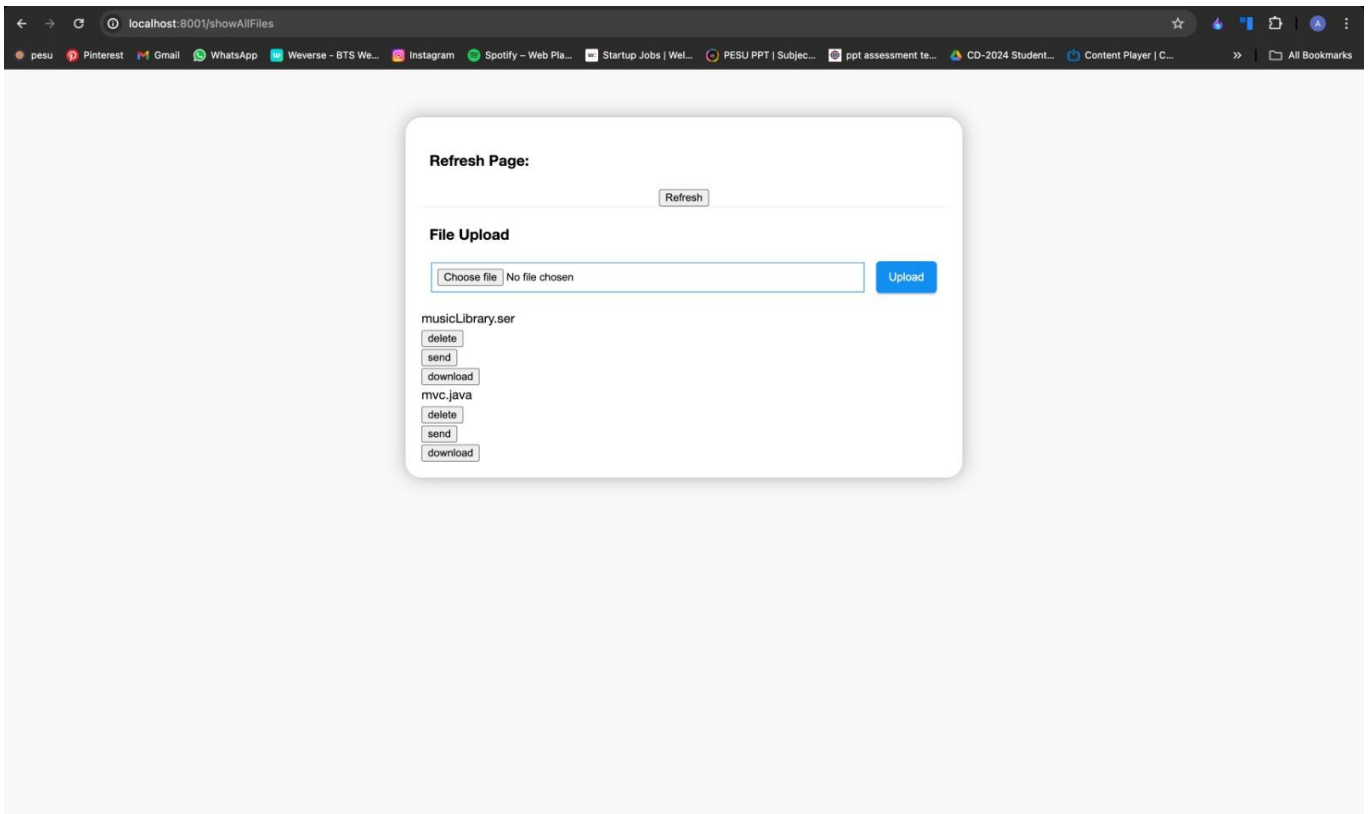 localhost:8001/showAllFiles
A
pesu Pinterest Gmail WhatsApp Weverse - BTS We... Instagram Spotify – Web Pla... Startup Jobs | Wel... PESU PPT | Subjec... ppt assessment te... CD-2024 Student... Content Player | C... » All Bookmarks
Refresh Page:
Refresh
File Upload
Choose file No file chosen Upload
musicLibrary.ser
delete
send
download
mvc.java
delete
send
download